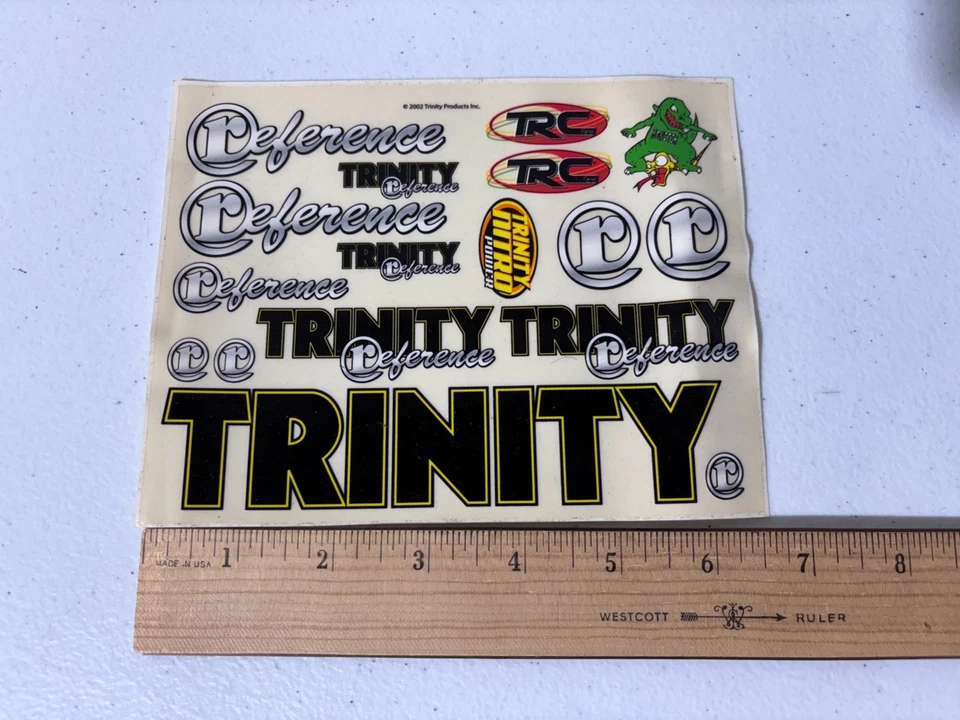 © 2002 Trinity Products Inc.
reference
TRC
TRINITY
reference
TRC
reference
TRINITY
reference
TRINITY
NITRO
POWER
r
r
reference
TRINITY
reference
TRINITY
reference
r
r
TRINITY
r
MADE IN USA
1 2 3 4 5 6 7 8
WESTCOTT RULER